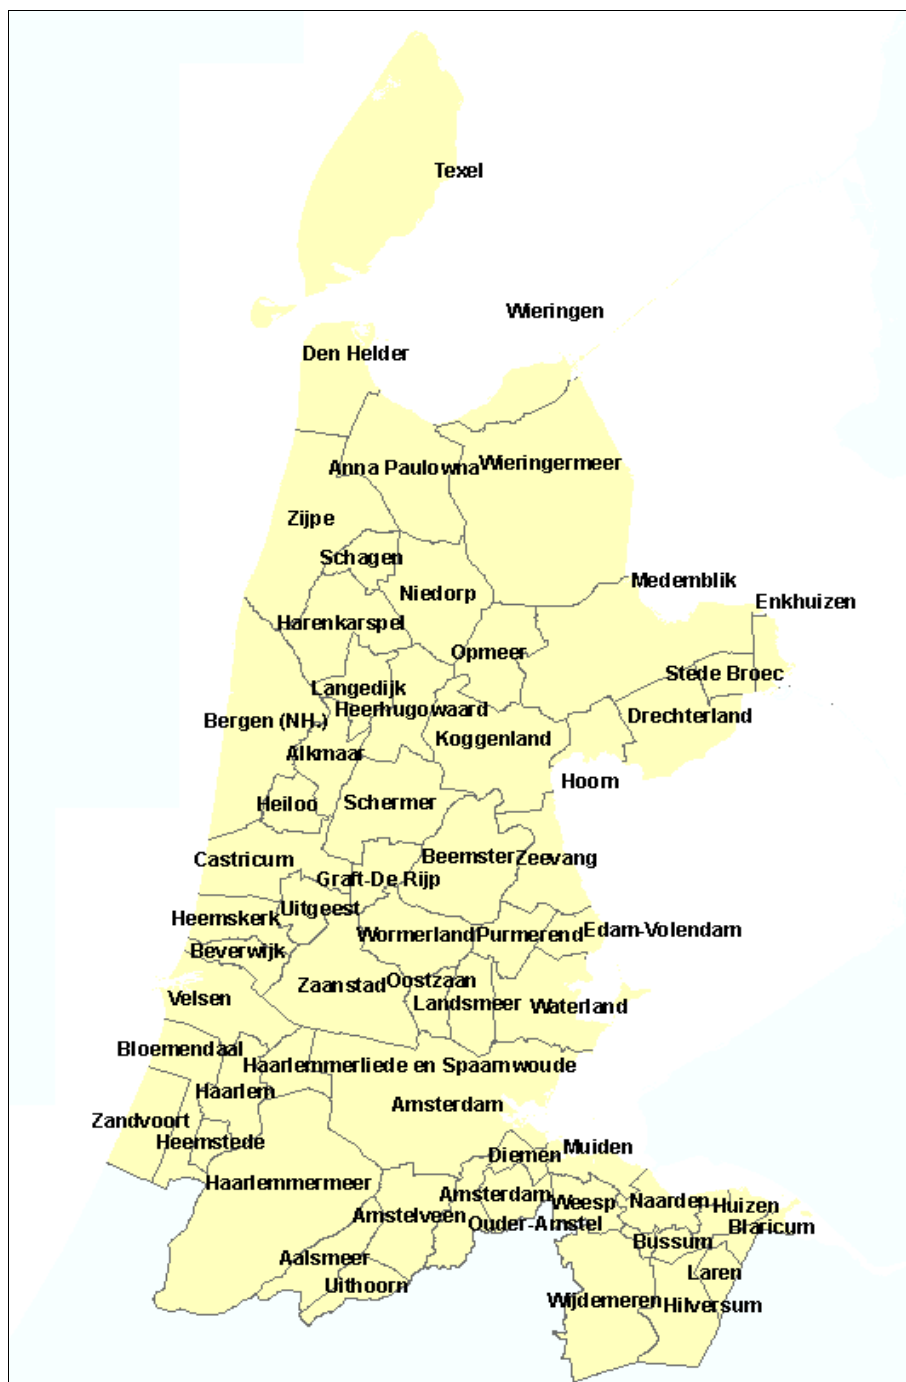 Texel
Wieringen
Den Helder
Anna Paulowna
Wieringermeer
Zijpe
Schagen
Niedorp
Medemblik
Enkhuizen
Harenkarspel
Opmeer
Stede Broec
Langedijk
Heerhugowaard
Drechterland
Bergen (NH.)
Koggenland
Alkmaar
Hoorn
Heiloo
Schermer
Castricum
Beemster
Zeevang
Graft-De Rijp
Uitgeest
Heemskerk
Wormerland
Purmerend
Edam-Volendam
Beverwijk
Zaanstad
Oostzaan
Velsen
Landsmeer
Waterland
Bloemendaal
Haarlemmerliede en Spaarnwoude
Haarlem
Amsterdam
Zandvoort
Heemstede
Diemen
Muiden
Haarlemmermeer
Amsterdam
Weesp
Naarden
Huizen
Amstelveen
Ouder-Amstel
Blaricum
Bussum
Aalsmeer
Laren
Uithoorn
Wijdemeren
Hilversum